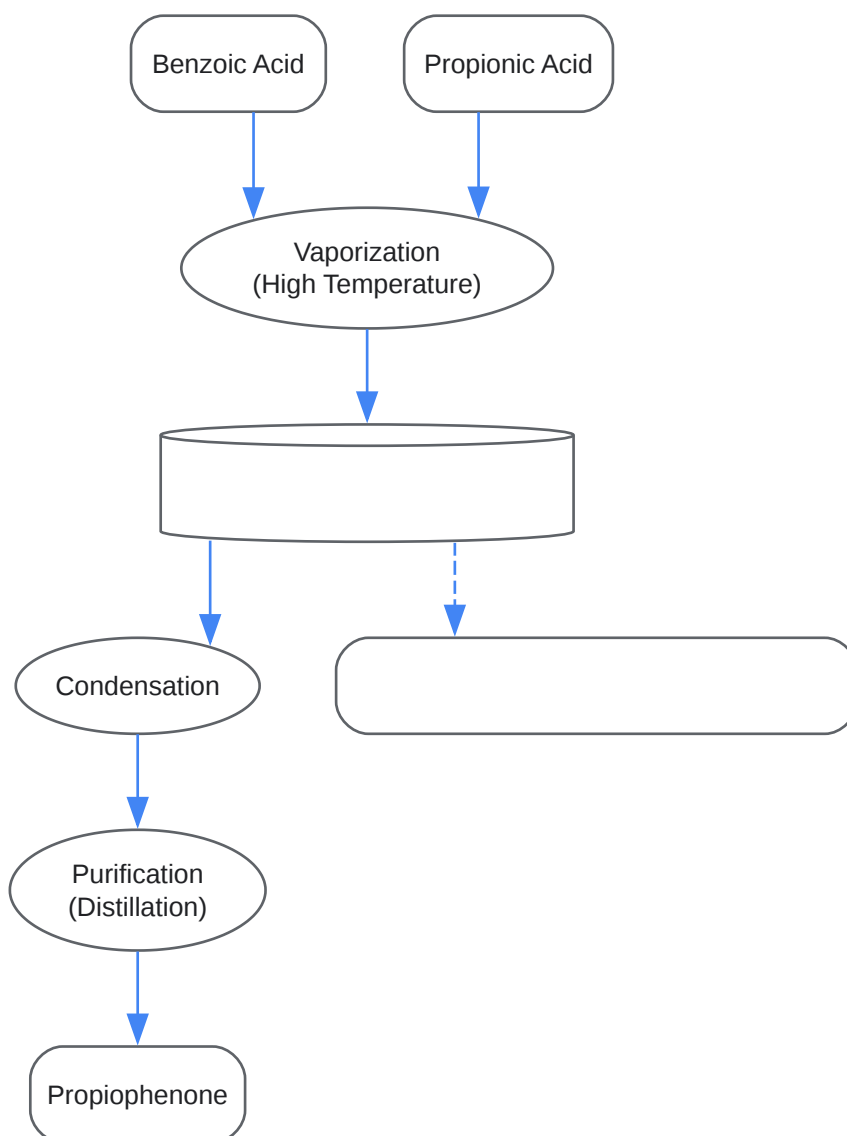 Benzoic Acid
Propionic Acid
Vaporization
(High Temperature)
Condensation
Purification
(Distillation)
Propiophenone